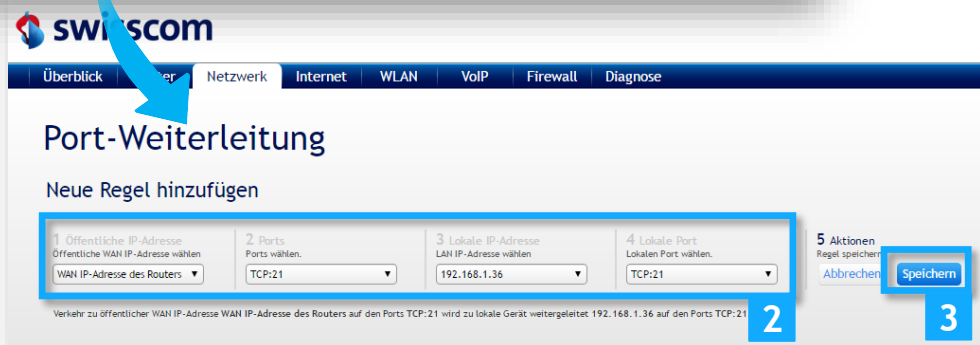 swisscom
Überblick Netzwerk Internet WLAN VoIP Firewall Diagnose
Port-Weiterleitung
Neue Regel hinzufügen
1 Öffentliche IP-Adresse 2 Ports 3 Lokale IP-Adresse 4 Lokale Port 5 Aktionen
Öffentliche WAN IP-Adresse wählen Ports wählen. LAN IP-Adresse wählen Lokalen Port wählen. Regel speichern
WAN IP-Adresse des Routers TCP:21 192.168.1.36 TCP:21 Abbrechen Speichern
Verkehr zu öffentlicher WAN IP-Adresse WAN IP-Adresse des Routers auf den Ports TCP:21 wird zu lokale Gerät weitergeleitet 192.168.1.36 auf den Ports TCP:21
2 3